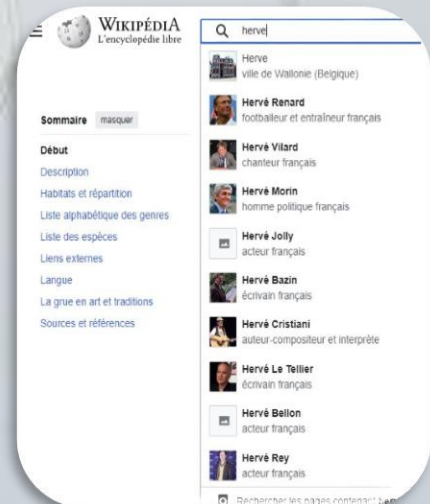 WIKIPÉDIA
L'encyclopédie libre
herve
Sommaire masquer
Début
Description
Habitats et répartition
Liste alphabétique des genres
Liste des espèces
Liens externes
Langue
La grue en art et traditions
Sources et références
Herve
ville de Wallonie (Belgique)
Hervé Renard
footballeur et entraîneur français
Hervé Vilard
chanteur français
Hervé Morin
homme politique français
Hervé Jolly
acteur français
Hervé Bazin
écrivain français
Hervé Cristiani
auteur-compositeur et interprète
Hervé Le Tellier
écrivain français
Hervé Bellon
acteur français
Hervé Rey
acteur français
Rechercher les pages contenant